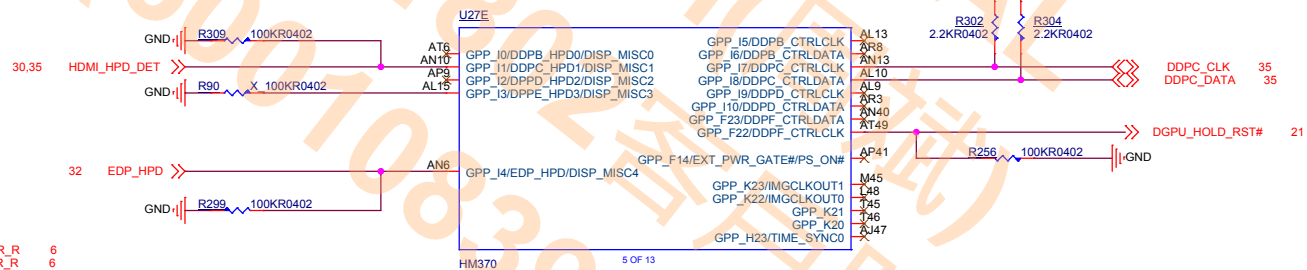 U27E
R309 100KR0402
GND
30,35 HDMI_HPD_DET
GND R90 X_100KR0402
32 EDP_HPD
GND R299 100KR0402
R_R 6
R_R 6
AT6
AN10
AP9
AL15
AN6
GPP_I0/DDPB_HPD0/DISP_MISC0
GPP_I1/DDPC_HPD1/DISP_MISC1
GPP_I2/DDPD_HPD2/DISP_MISC2
GPP_I3/DPPE_HPD3/DISP_MISC3
GPP_I4/EDP_HPD/DISP_MISC4
GPP_I5/DDPB_CTRLCLK AL13
GPP_I6/DDPB_CTRLDATA AR8
GPP_I7/DDPC_CTRLCLK AN13
GPP_I8/DDPC_CTRLDATA AL10
GPP_I9/DDPD_CTRLCLK AL9
GPP_I10/DDPD_CTRLDATA AR3
GPP_F23/DDPF_CTRLDATA AN40
GPP_F22/DDPF_CTRLCLK AT49
GPP_F14/EXT_PWR_GATE#/PS_ON# AP41
GPP_K23/IMGCLKOUT1 M45
GPP_K22/IMGCLKOUT0 L48
GPP_K21 T45
GPP_K20 T46
GPP_H23/TIME_SYNC0 AJ47
HM370
5 OF 13
R302
2.2KR0402
R304
2.2KR0402
DDPC_CLK 35
DDPC_DATA 35
DGPU_HOLD_RST# 21
R256 100KR0402
GND